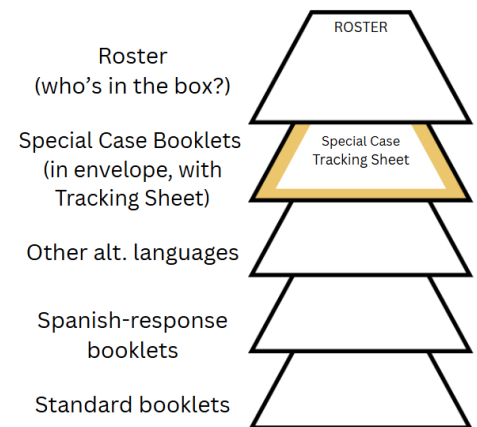 ROSTER
Roster
(who’s in the box?)
Special Case Booklets
(in envelope, with
Tracking Sheet)
Special Case
Tracking Sheet
Other alt. languages
Spanish-response
booklets
Standard booklets